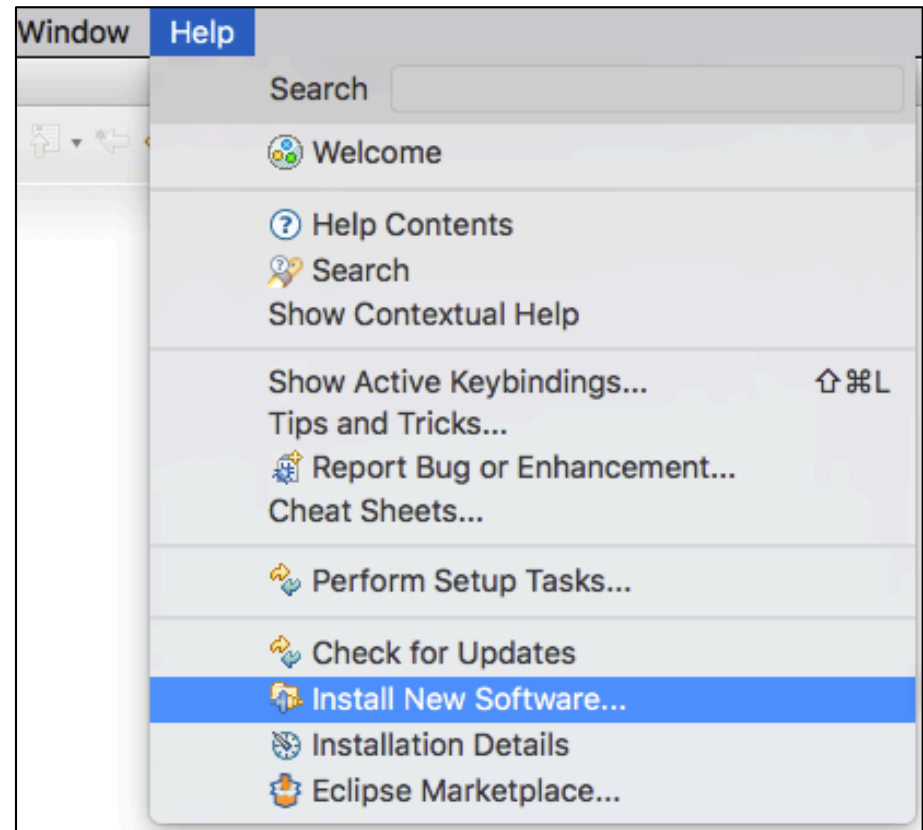 Window Help
Search
Welcome
Help Contents
Search
Show Contextual Help
Show Active Keybindings... ⇧⌘L
Tips and Tricks...
Report Bug or Enhancement...
Cheat Sheets...
Perform Setup Tasks...
Check for Updates
Install New Software...
Installation Details
Eclipse Marketplace...